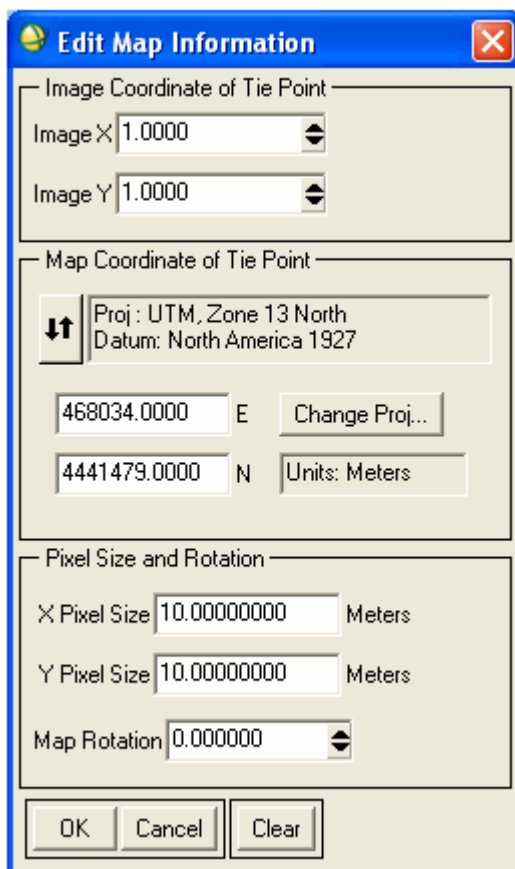 Edit Map Information
Image Coordinate of Tie Point
Image X 1.0000
Image Y 1.0000
Map Coordinate of Tie Point
Proj : UTM, Zone 13 North
Datum: North America 1927
468034.0000 E Change Proj...
4441479.0000 N Units: Meters
Pixel Size and Rotation
X Pixel Size 10.00000000 Meters
Y Pixel Size 10.00000000 Meters
Map Rotation 0.000000
OK Cancel Clear